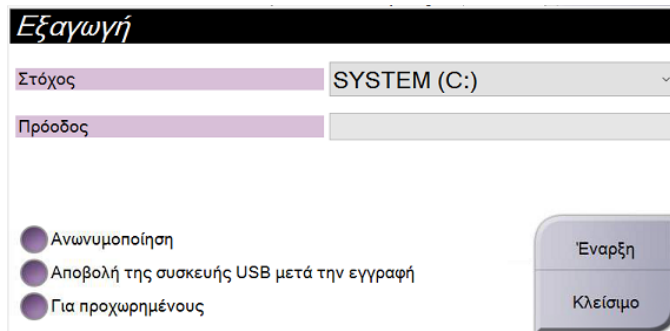 Εξαγωγή
Στόχος SYSTEM (C:)
Πρόοδος
Ανωνυμοποίηση
Αποβολή της συσκευής USB μετά την εγγραφή
Για προχωρημένους
Έναρξη
Κλείσιμο